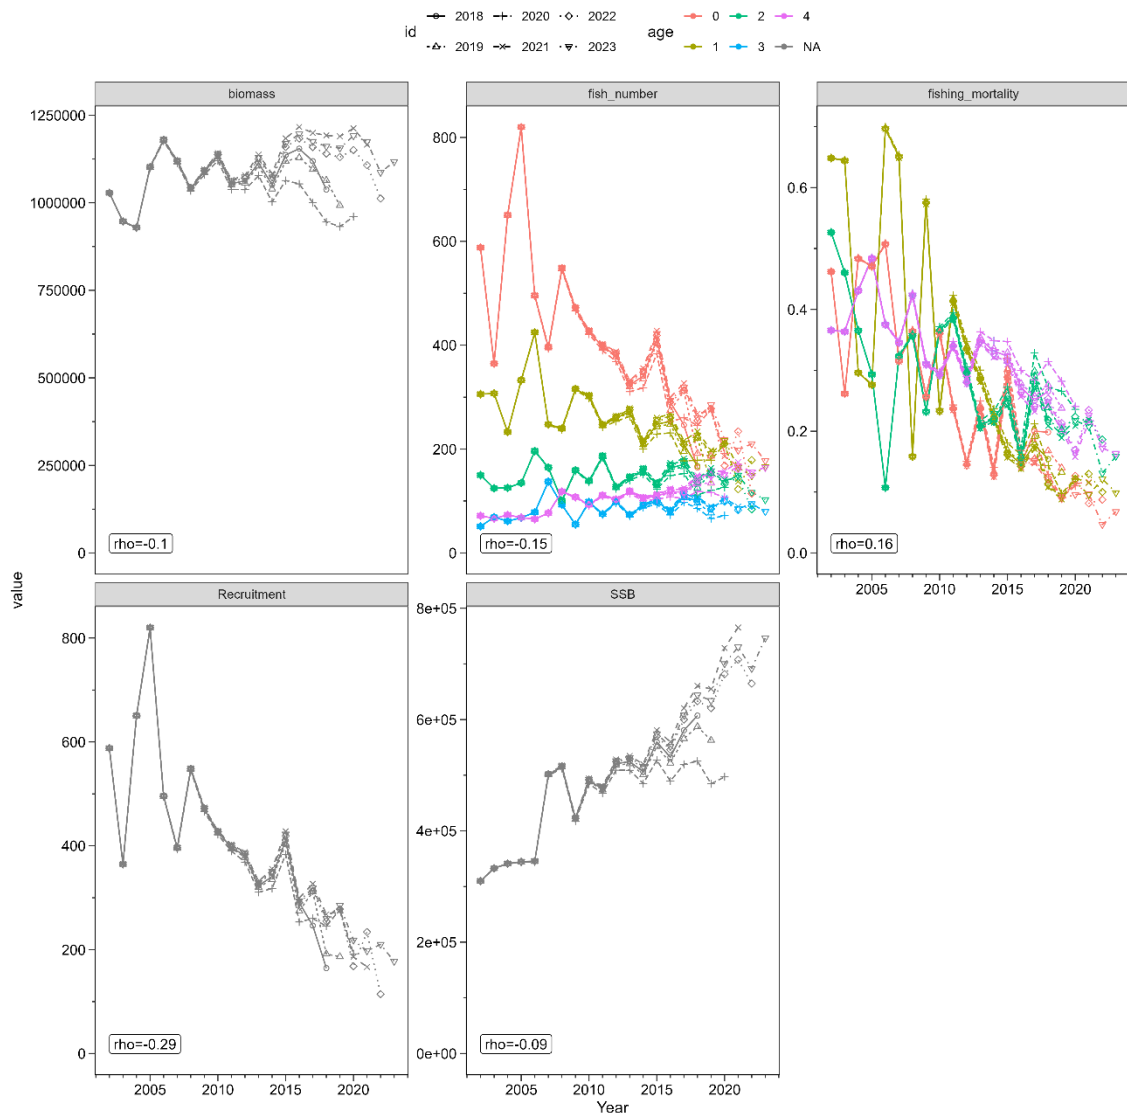 id 2018 2020 2022 age 0 2 4
2019 2021 2023 1 3 NA
biomass fish_number fishing_mortality
1250000
1000000
750000
500000
250000
0
rho=-0.1
800
600
400
200
0
rho=-0.15
0.6
0.4
0.2
0.0
rho=0.16
2005 2010 2015 2020
value
Recruitment SSB
800
600
400
200
0
rho=-0.29
8e+05
6e+05
4e+05
2e+05
0e+00
rho=-0.09
2005 2010 2015 2020 2005 2010 2015 2020
Year